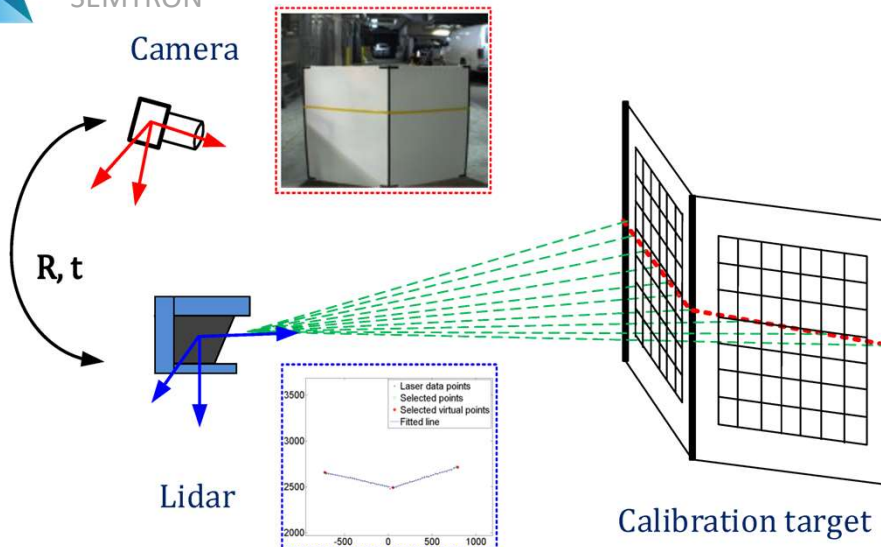 SEMTRON
Camera
R, t
Lidar
Laser data points
Selected points
Selected virtual points
Fitted line
3500
3000
2500
2000
-500
0
500
1000
Calibration target